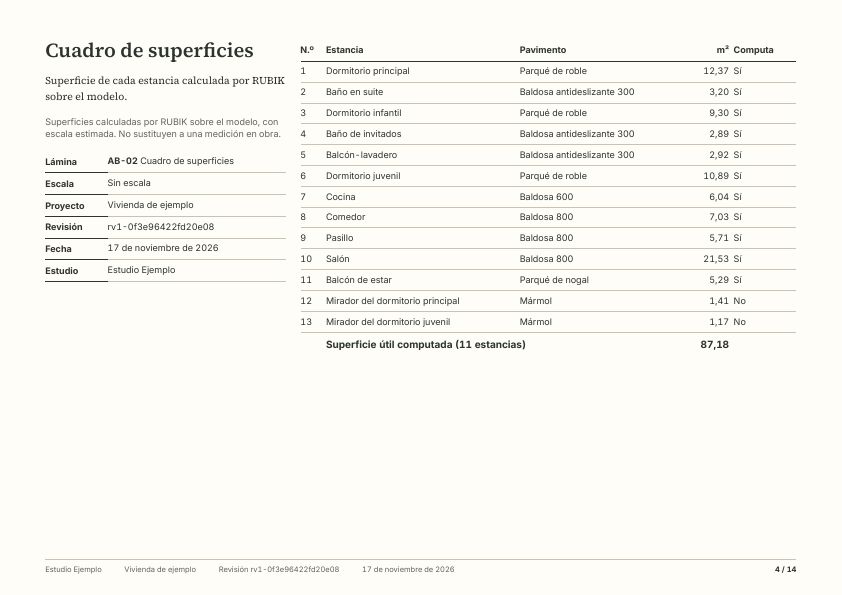 Cuadro de superficies
Superficie de cada estancia calculada por RUBIK
sobre el modelo.
Superficies calculadas por RUBIK sobre el modelo, con
escala estimada. No sustituyen a una medición en obra.
Lámina AB-02 Cuadro de superficies
Escala Sin escala
Proyecto Vivienda de ejemplo
Revisión rv1-0f3e96422fd20e08
Fecha 17 de noviembre de 2026
Estudio Estudio Ejemplo
N.º Estancia Pavimento m² Computa
1 Dormitorio principal Parqué de roble 12,37 Sí
2 Baño en suite Baldosa antideslizante 300 3,20 Sí
3 Dormitorio infantil Parqué de roble 9,30 Sí
4 Baño de invitados Baldosa antideslizante 300 2,89 Sí
5 Balcón-lavadero Baldosa antideslizante 300 2,92 Sí
6 Dormitorio juvenil Parqué de roble 10,89 Sí
7 Cocina Baldosa 600 6,04 Sí
8 Comedor Baldosa 800 7,03 Sí
9 Pasillo Baldosa 800 5,71 Sí
10 Salón Baldosa 800 21,53 Sí
11 Balcón de estar Parqué de nogal 5,29 Sí
12 Mirador del dormitorio principal Mármol 1,41 No
13 Mirador del dormitorio juvenil Mármol 1,17 No
Superficie útil computada (11 estancias) 87,18
Estudio Ejemplo Vivienda de ejemplo Revisión rv1-0f3e96422fd20e08 17 de noviembre de 2026 4 / 14